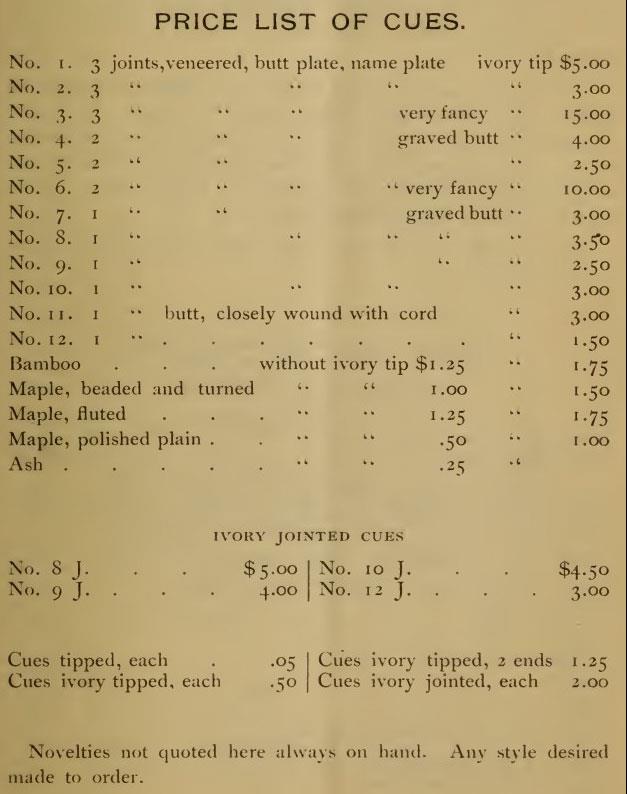 PRICE LIST OF CUES.
No. 1. 3 joints, veneered, butt plate, name plate ivory tip $5.00
No. 2. 3 “ “ “ “ 3.00
No. 3. 3 “ “ “ very fancy “ 15.00
No. 4. 2 “ “ “ graved butt “ 4.00
No. 5. 2 “ “ “ 2.50
No. 6. 2 “ “ “ “ very fancy “ 10.00
No. 7. 1 “ “ graved butt “ 3.00
No. 8. 1 “ “ “ “ “ 3.50
No. 9. 1 “ “ “ 2.50
No. 10. 1 “ “ “ “ 3.00
No. 11. 1 “ butt, closely wound with cord “ 3.00
No. 12. 1 “ . . . . . . . “ 1.50
Bamboo . . . without ivory tip $1.25 “ 1.75
Maple, beaded and turned “ “ 1.00 “ 1.50
Maple, fluted . . . “ “ 1.25 “ 1.75
Maple, polished plain . . “ “ .50 “ 1.00
Ash . . . . . “ “ .25 “
IVORY JOINTED CUES
No. 8 J. . . . $5.00 | No. 10 J. . . . $4.50
No. 9 J. . . . 4.00 | No. 12 J. . . . 3.00
Cues tipped, each . .05 | Cues ivory tipped, 2 ends 1.25
Cues ivory tipped, each .50 | Cues ivory jointed, each 2.00
Novelties not quoted here always on hand. Any style desired
made to order.